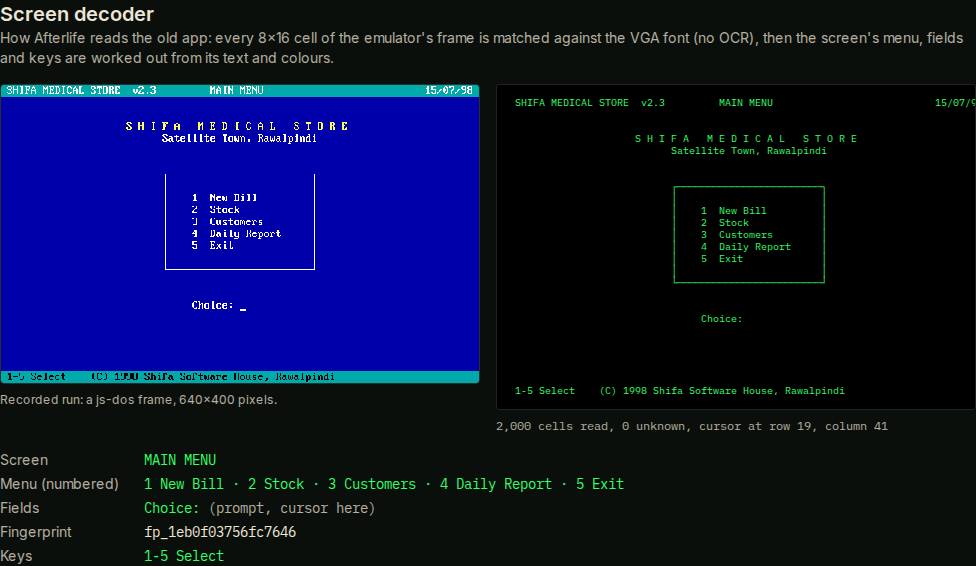 Screen decoder
How Afterlife reads the old app: every 8×16 cell of the emulator's frame is matched against the VGA font (no OCR), then the screen's menu, fields
and keys are worked out from its text and colours.
SHIFA MEDICAL STORE v2.3 MAIN MENU 15/07/98
S H I F A M E D I C A L S T O R E
Satellite Town, Rawalpindi
1 New Bill
2 Stock
3 Customers
4 Daily Report
5 Exit
Choice: _
1-5 Select (C) 1998 Shifa Software House, Rawalpindi
Recorded run: a js-dos frame, 640×400 pixels.
SHIFA MEDICAL STORE v2.3 MAIN MENU 15/07/9
S H I F A M E D I C A L S T O R E
Satellite Town, Rawalpindi
1 New Bill
2 Stock
3 Customers
4 Daily Report
5 Exit
Choice:
1-5 Select (C) 1998 Shifa Software House, Rawalpindi
2,000 cells read, 0 unknown, cursor at row 19, column 41
Screen MAIN MENU
Menu (numbered) 1 New Bill · 2 Stock · 3 Customers · 4 Daily Report · 5 Exit
Fields Choice: (prompt, cursor here)
Fingerprint fp_1eb0f03756fc7646
Keys 1-5 Select